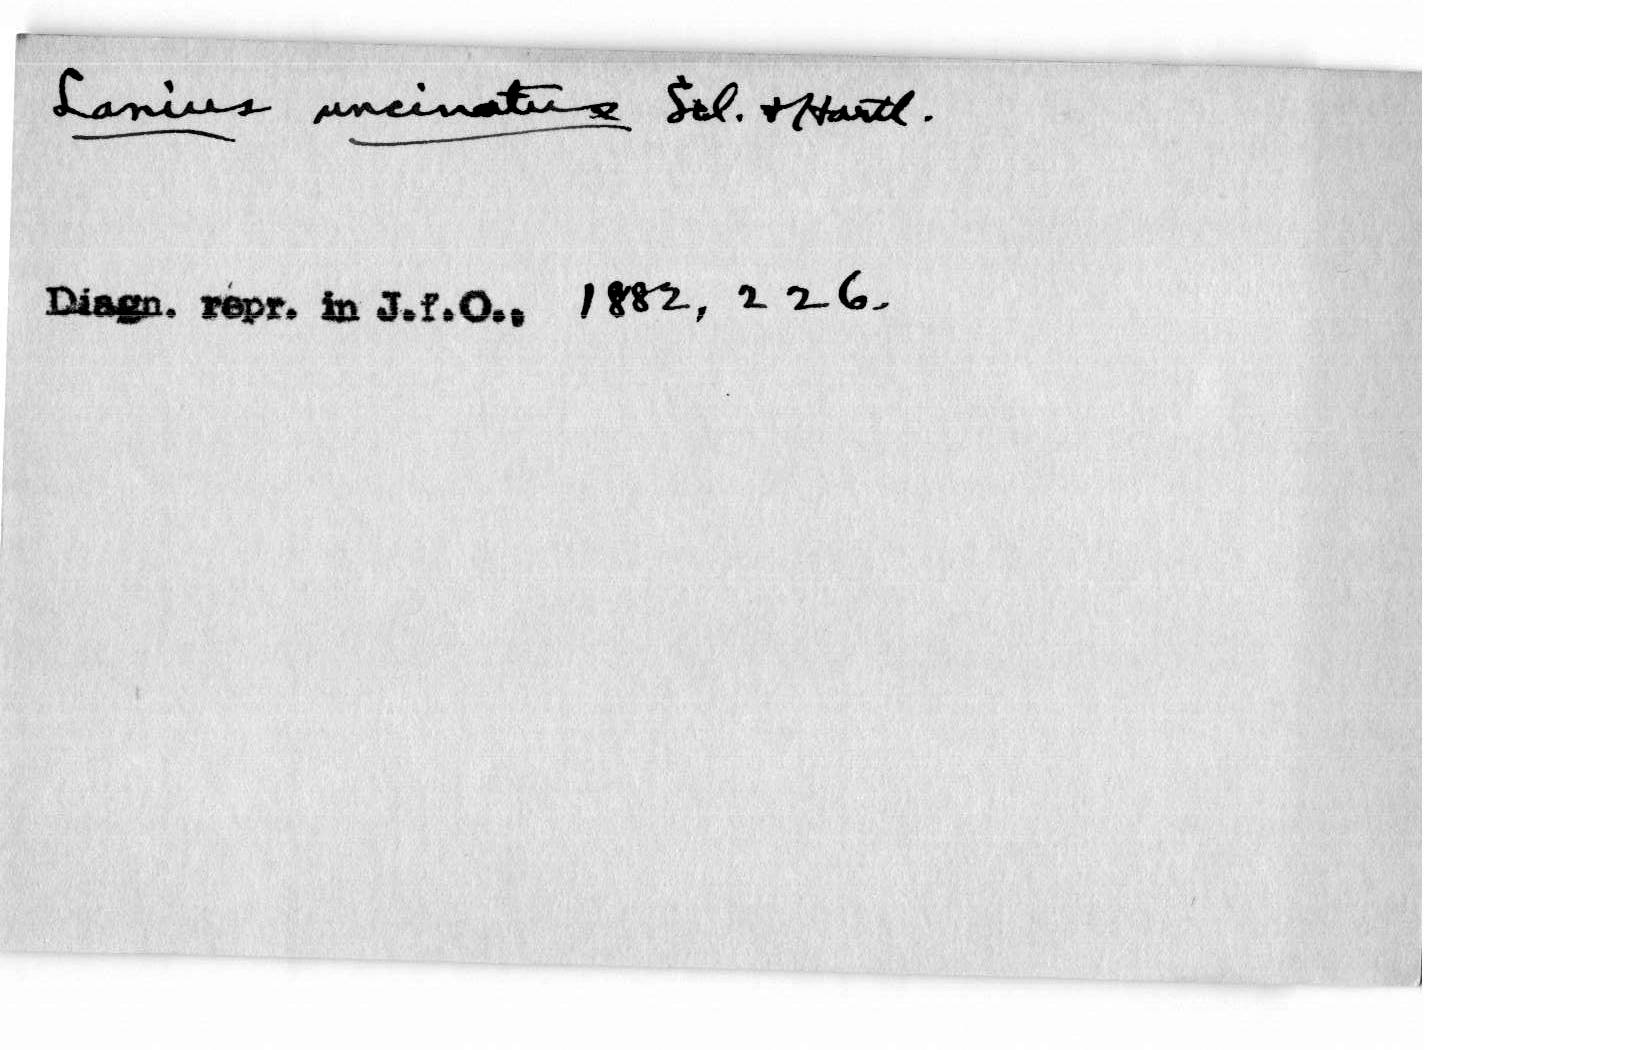 Lanius uncinatus Scl. & Hartl.
Diagn. repr. in J.f.O., 1882, 226.